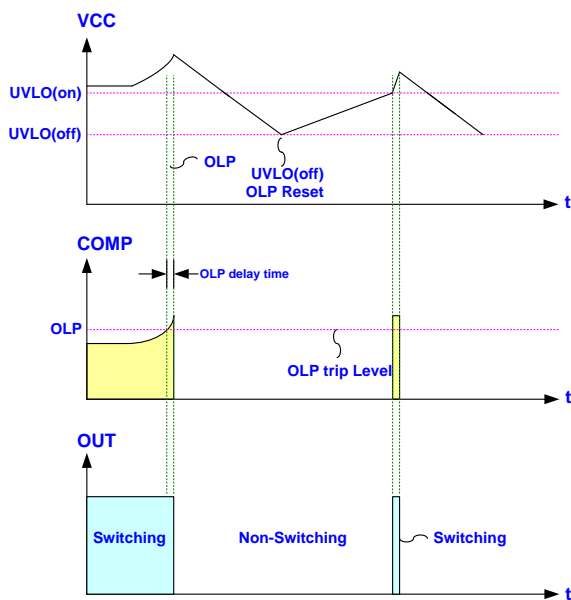 VCC
UVLO(on)
UVLO(off)
OLP
UVLO(off)
OLP Reset
t
COMP
OLP delay time
OLP
OLP trip Level
t
OUT
Switching
Non-Switching
Switching
t